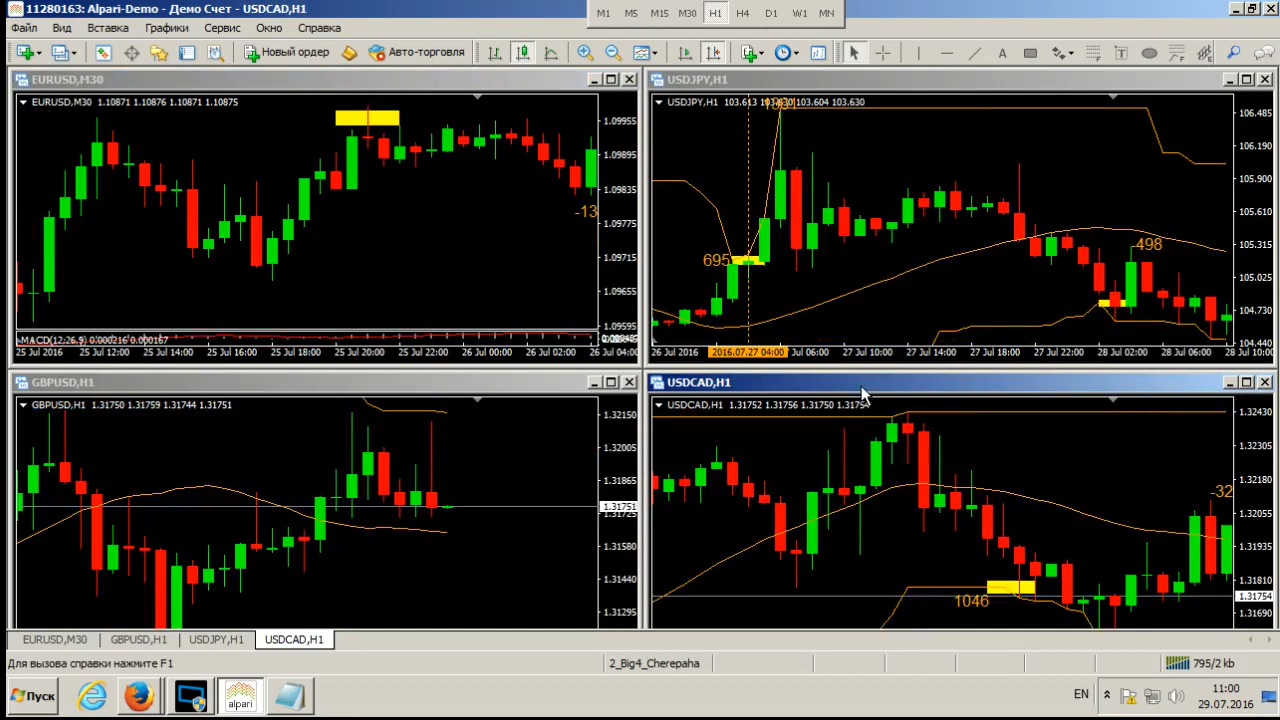 11280163: Alpari-Demo - Демо Счет - USDCAD,H1
M1 M5 M15 M30 H1 H4 D1 W1 MN
Файл Вид Вставка Графики Сервис Окно Справка
Новый ордер Авто-торговля
EURUSD,M30
EURUSD,M30 1.10871 1.10876 1.10871 1.10875
1.09955
1.09895
1.09835
1.09775
1.09715
1.09655
1.09595
-13
MACD(12,26,9) 0.000216 0.000167
25 Jul 2016 25 Jul 12:00 25 Jul 14:00 25 Jul 16:00 25 Jul 18:00 25 Jul 20:00 25 Jul 22:00 26 Jul 00:00 26 Jul 02:00 26 Jul 04:00
USDJPY,H1
USDJPY,H1 103.613 103.630 103.604 103.630
106.485
106.190
105.900
105.610
105.315
105.025
104.730
104.440
695
-498
26 Jul 2016 2016.07.27 04:00 Jul 06:00 27 Jul 10:00 27 Jul 14:00 27 Jul 18:00 27 Jul 22:00 28 Jul 02:00 28 Jul 06:00 28 Jul 10:00
GBPUSD,H1
GBPUSD,H1 1.31750 1.31759 1.31744 1.31751
1.32150
1.32005
1.31865
1.31751
1.31725
1.31580
1.31440
1.31295
USDCAD,H1
USDCAD,H1 1.31752 1.31756 1.31750 1.31754
1.32430
1.32305
1.32180
1.32055
1.31935
1.31810
1.31754
1.31690
-32
1046
EURUSD,M30 GBPUSD,H1 USDJPY,H1 USDCAD,H1
Для вызова справки нажмите F1
2_Big4_Cherepaha
795/2 kb
Пуск
alpari
EN
11:00
29.07.2016